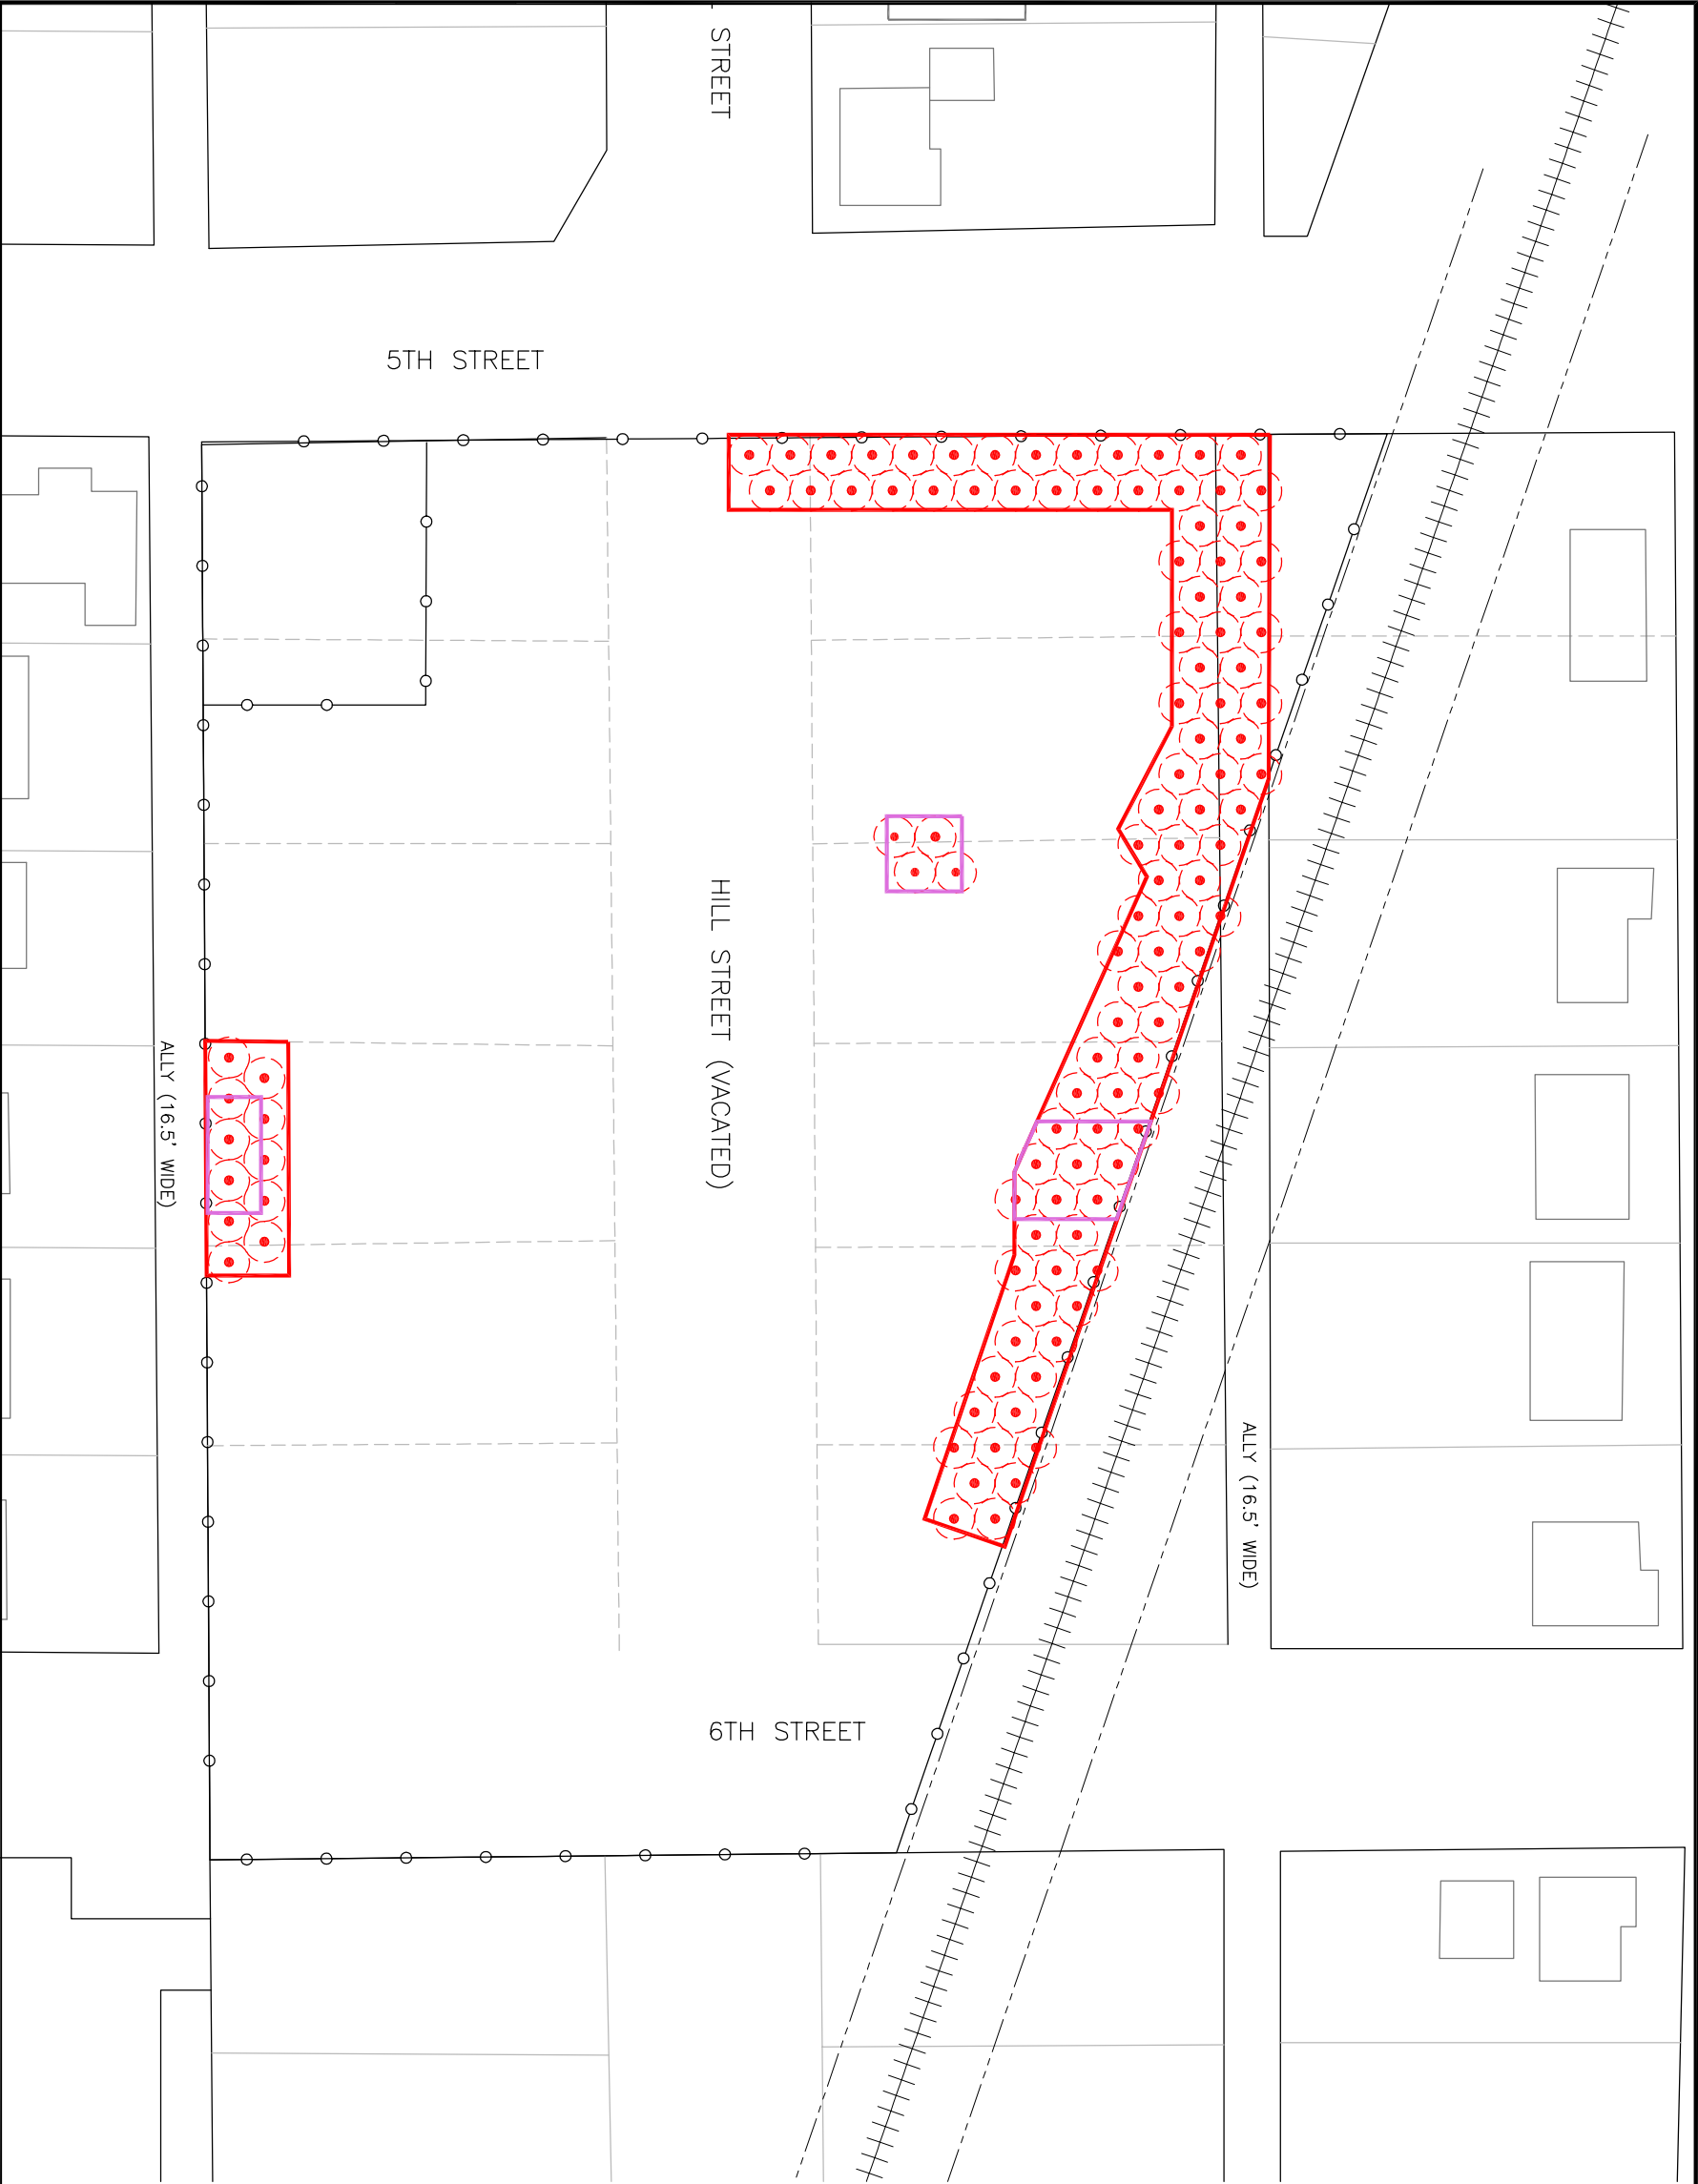 STREET
5TH STREET
HILL STREET (VACATED)
ALLY (16.5' WIDE)
ALLY (16.5' WIDE)
6TH STREET